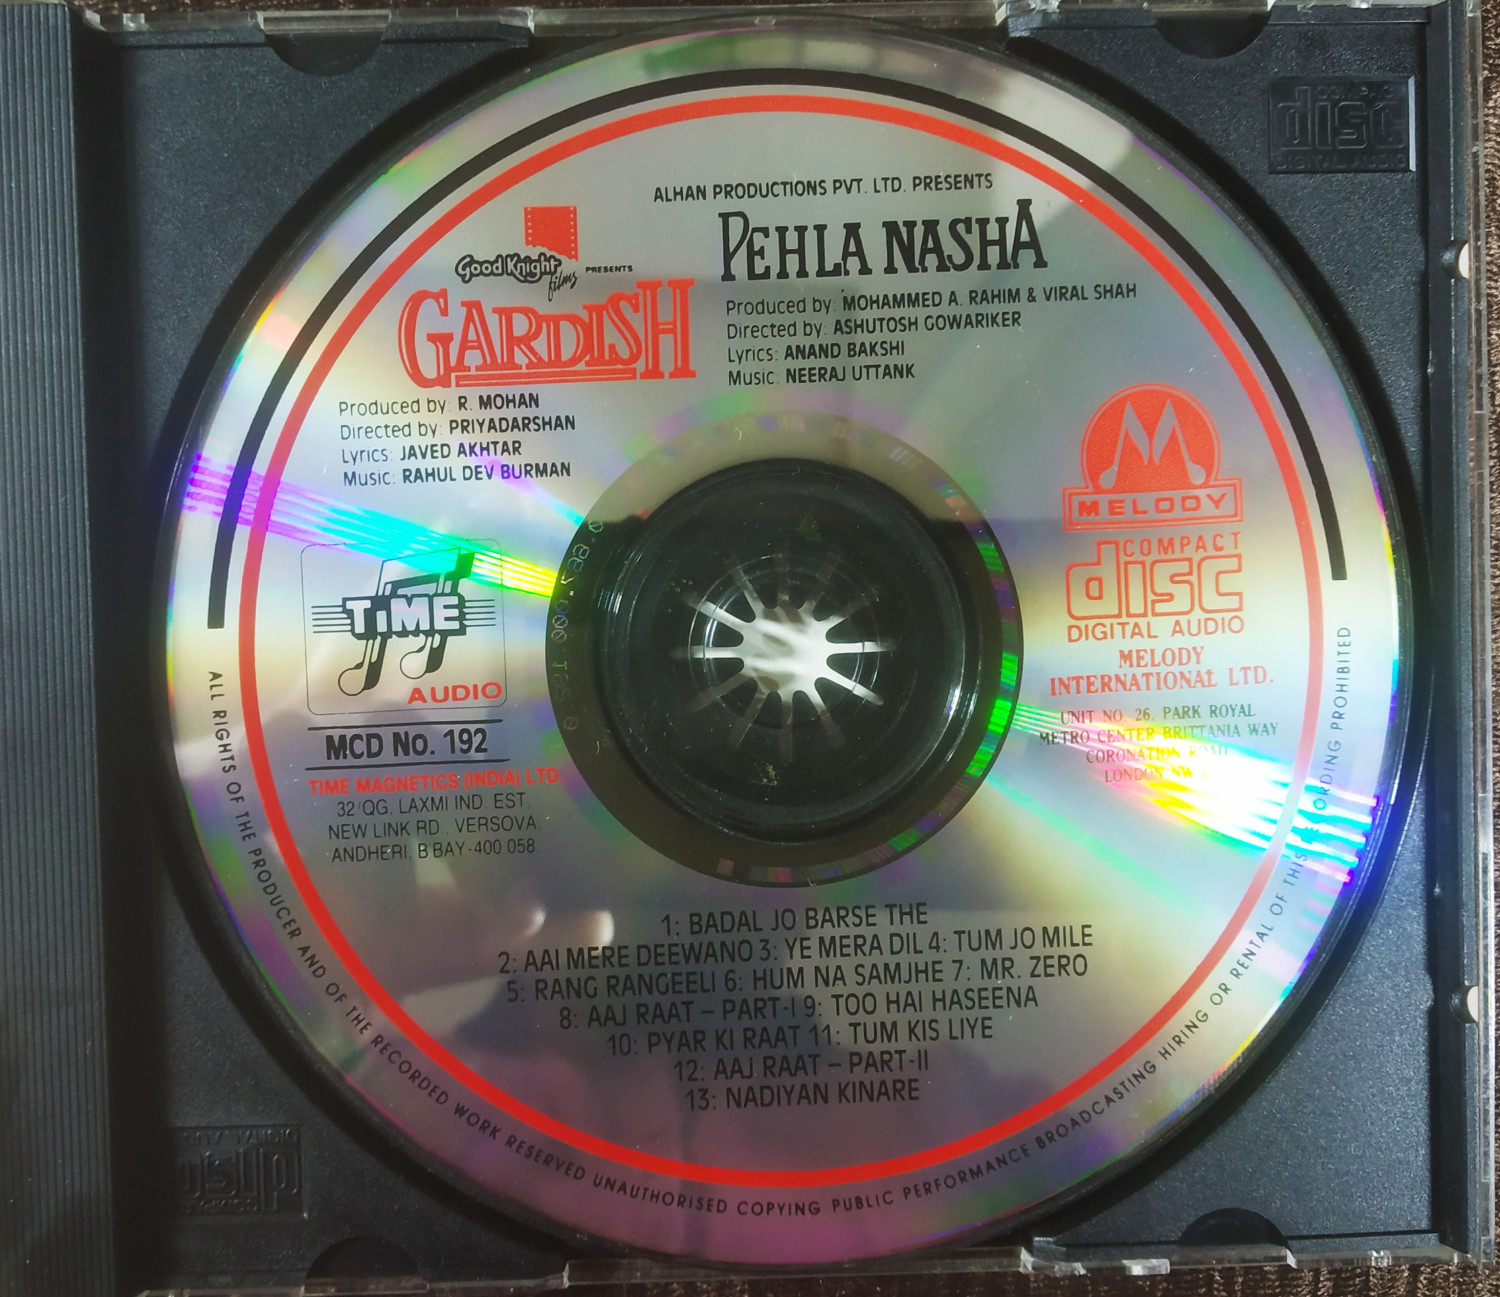 ALHAN PRODUCTIONS PVT. LTD. PRESENTS
PEHLA NASHA
Produced by: MOHAMMED A. RAHIM & VIRAL SHAH
Directed by: ASHUTOSH GOWARIKER
Lyrics: ANAND BAKSHI
Music: NEERAJ UTTANK
Good Knight
films
PRESENTS
GARDISH
Produced by: R. MOHAN
Directed by: PRIYADARSHAN
Lyrics: JAVED AKHTAR
Music: RAHUL DEV BURMAN
TIME
AUDIO
MCD No. 192
TIME MAGNETICS (INDIA) LTD.
32/QG, LAXMI IND. EST.
NEW LINK RD., VERSOVA,
ANDHERI, B'BAY-400 058.
MELODY
COMPACT
disc
DIGITAL AUDIO
MELODY
INTERNATIONAL LTD.
UNIT NO. 26, PARK ROYAL
METRO CENTER BRITTANIA WAY
CORONATION ROAD
LONDON NW
1: BADAL JO BARSE THE
2: AAI MERE DEEWANO 3: YE MERA DIL 4: TUM JO MILE
5: RANG RANGEELI 6: HUM NA SAMJHE 7: MR. ZERO
8: AAJ RAAT – PART-I 9: TOO HAI HASEENA
10: PYAR KI RAAT 11: TUM KIS LIYE
12: AAJ RAAT – PART-II
13: NADIYAN KINARE
ALL RIGHTS OF THE PRODUCER AND OF THE RECORDED WORK RESERVED UNAUTHORISED COPYING PUBLIC PERFORMANCE BROADCASTING HIRING OR RENTAL OF THIS RECORDING PROHIBITED.
COMPACT
disc
DIGITAL AUDIO
COMPACT
disc
DIGITAL AUDIO